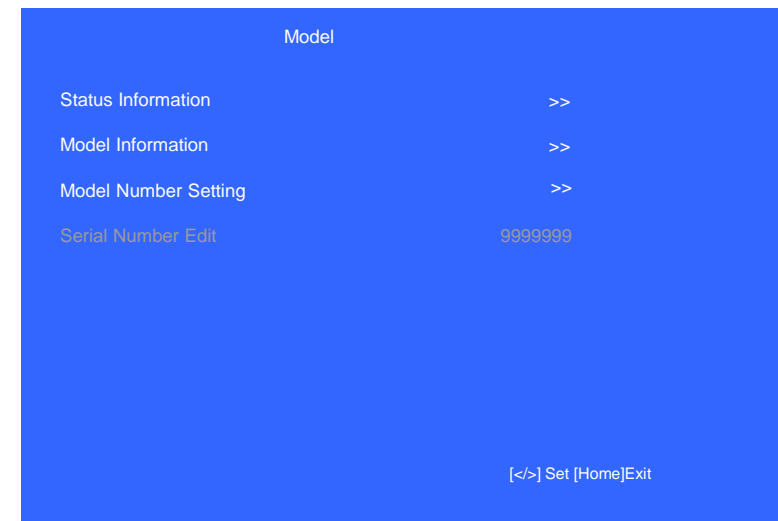 Model
Status Information >>
Model Information >>
Model Number Setting >>
Serial Number Edit 9999999
[</>] Set [Home]Exit